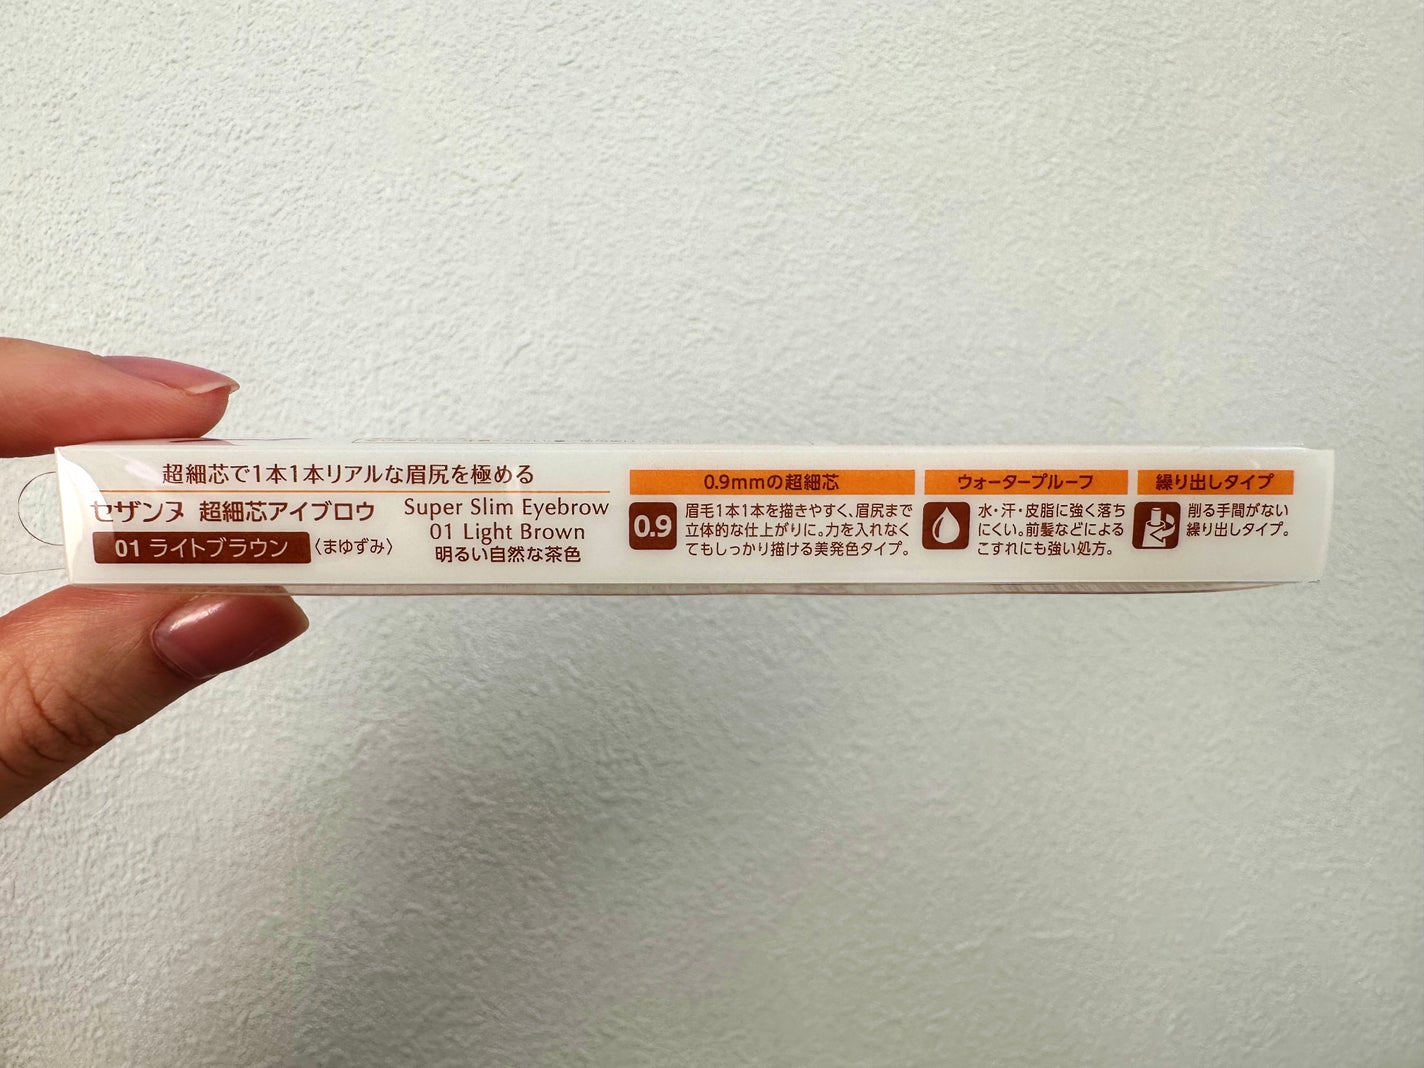 超細芯で1本1本リアルな眉尻を極める
セザンヌ 超細芯アイブロウ
01 ライトブラウン 〈まゆずみ〉
Super Slim Eyebrow
01 Light Brown
明るい自然な茶色
0.9mmの超細芯
0.9
眉毛1本1本を描きやすく、眉尻まで
立体的な仕上がりに。力を入れなく
てもしっかり描ける美発色タイプ。
ウォータープルーフ
水・汗・皮脂に強く落ち
にくい。前髪などによる
こすれにも強い処方。
繰り出しタイプ
削る手間がない
繰り出しタイプ。